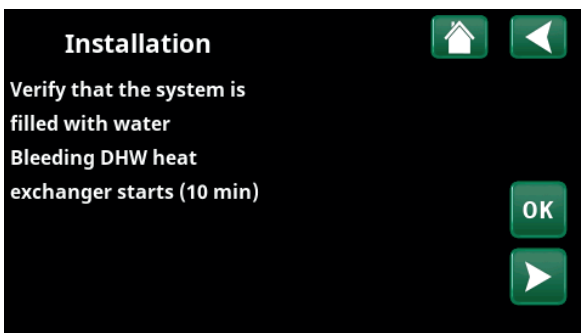 Installation
Verify that the system is
filled with water
Bleeding DHW heat
exchanger starts (10 min)
OK